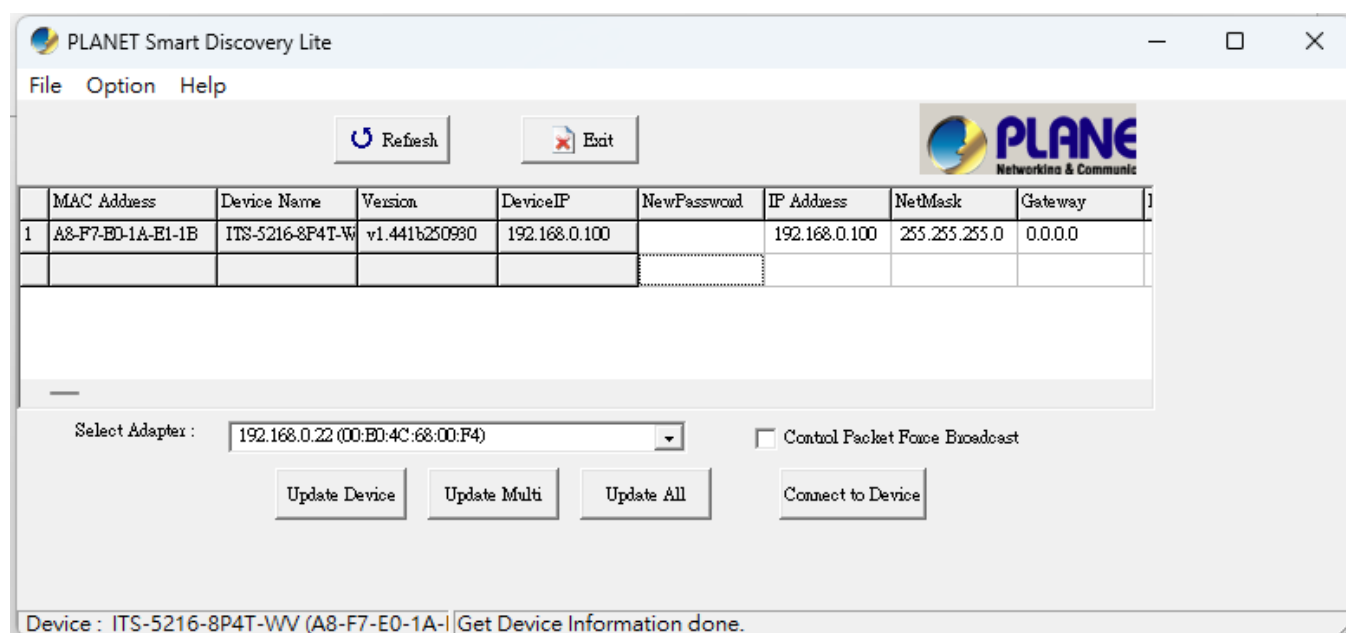 PLANET Smart Discovery Lite
File Option Help
Refresh Exit
PLANE
Networking & Communic
MAC Address Device Name Version DeviceIP NewPassword IP Address NetMask Gateway
1 A8-F7-E0-1A-E1-1B ITS-5216-8P4T-W v1.441b250930 192.168.0.100 192.168.0.100 255.255.255.0 0.0.0.0
Select Adapter : 192.168.0.22 (00:E0:4C:68:00:F4) Control Packet Force Broadcast
Update Device Update Multi Update All Connect to Device
Device : ITS-5216-8P4T-WV (A8-F7-E0-1A- Get Device Information done.